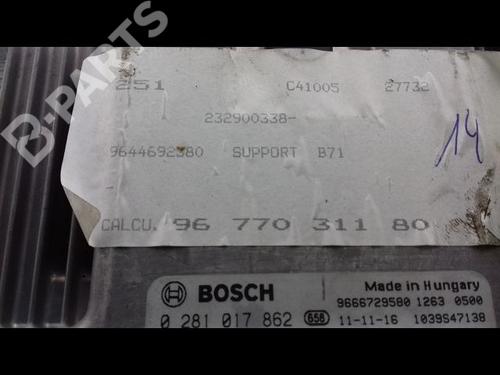 B-PARTS
251 C41005 27732
232900338-
9644692380 SUPPORT B71
14
CALCU. 96 770 311 80
BOSCH Made in Hungary
9666729580 1263 0500
0 281 017 862 658 11-11-16 1039S47138